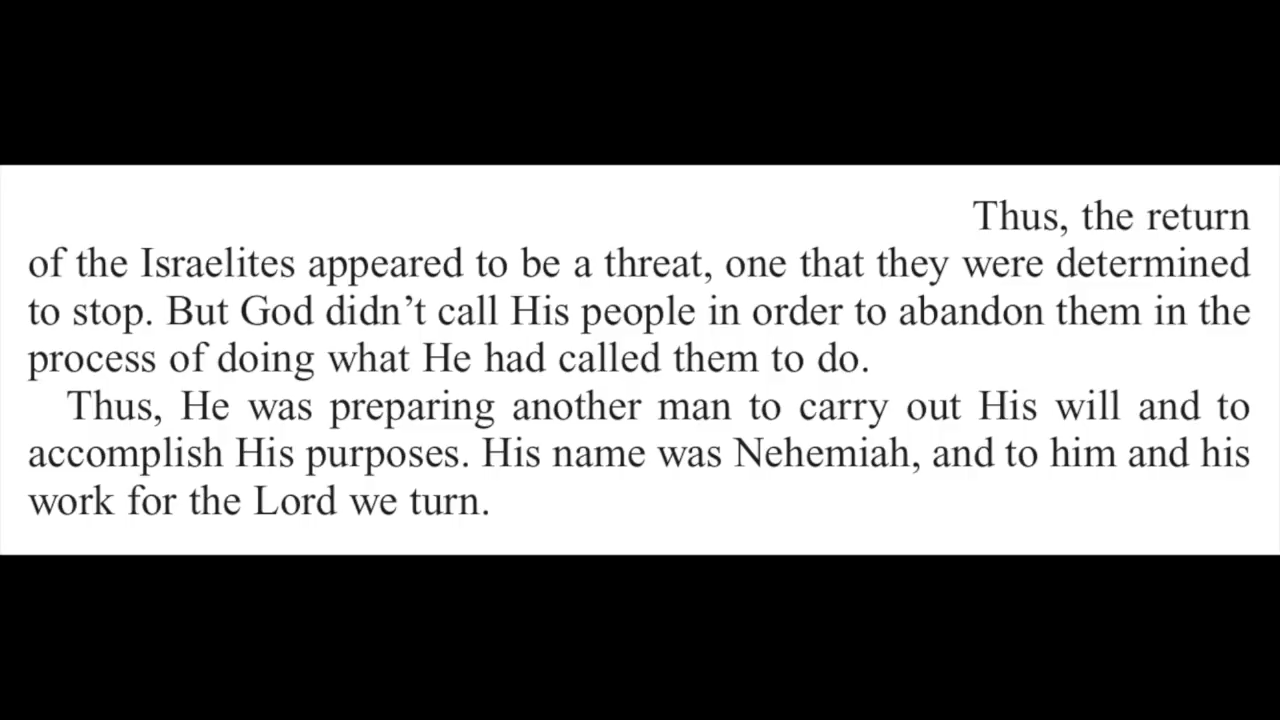 Thus, the return
of the Israelites appeared to be a threat, one that they were determined
to stop. But God didn’t call His people in order to abandon them in the
process of doing what He had called them to do.
Thus, He was preparing another man to carry out His will and to
accomplish His purposes. His name was Nehemiah, and to him and his
work for the Lord we turn.